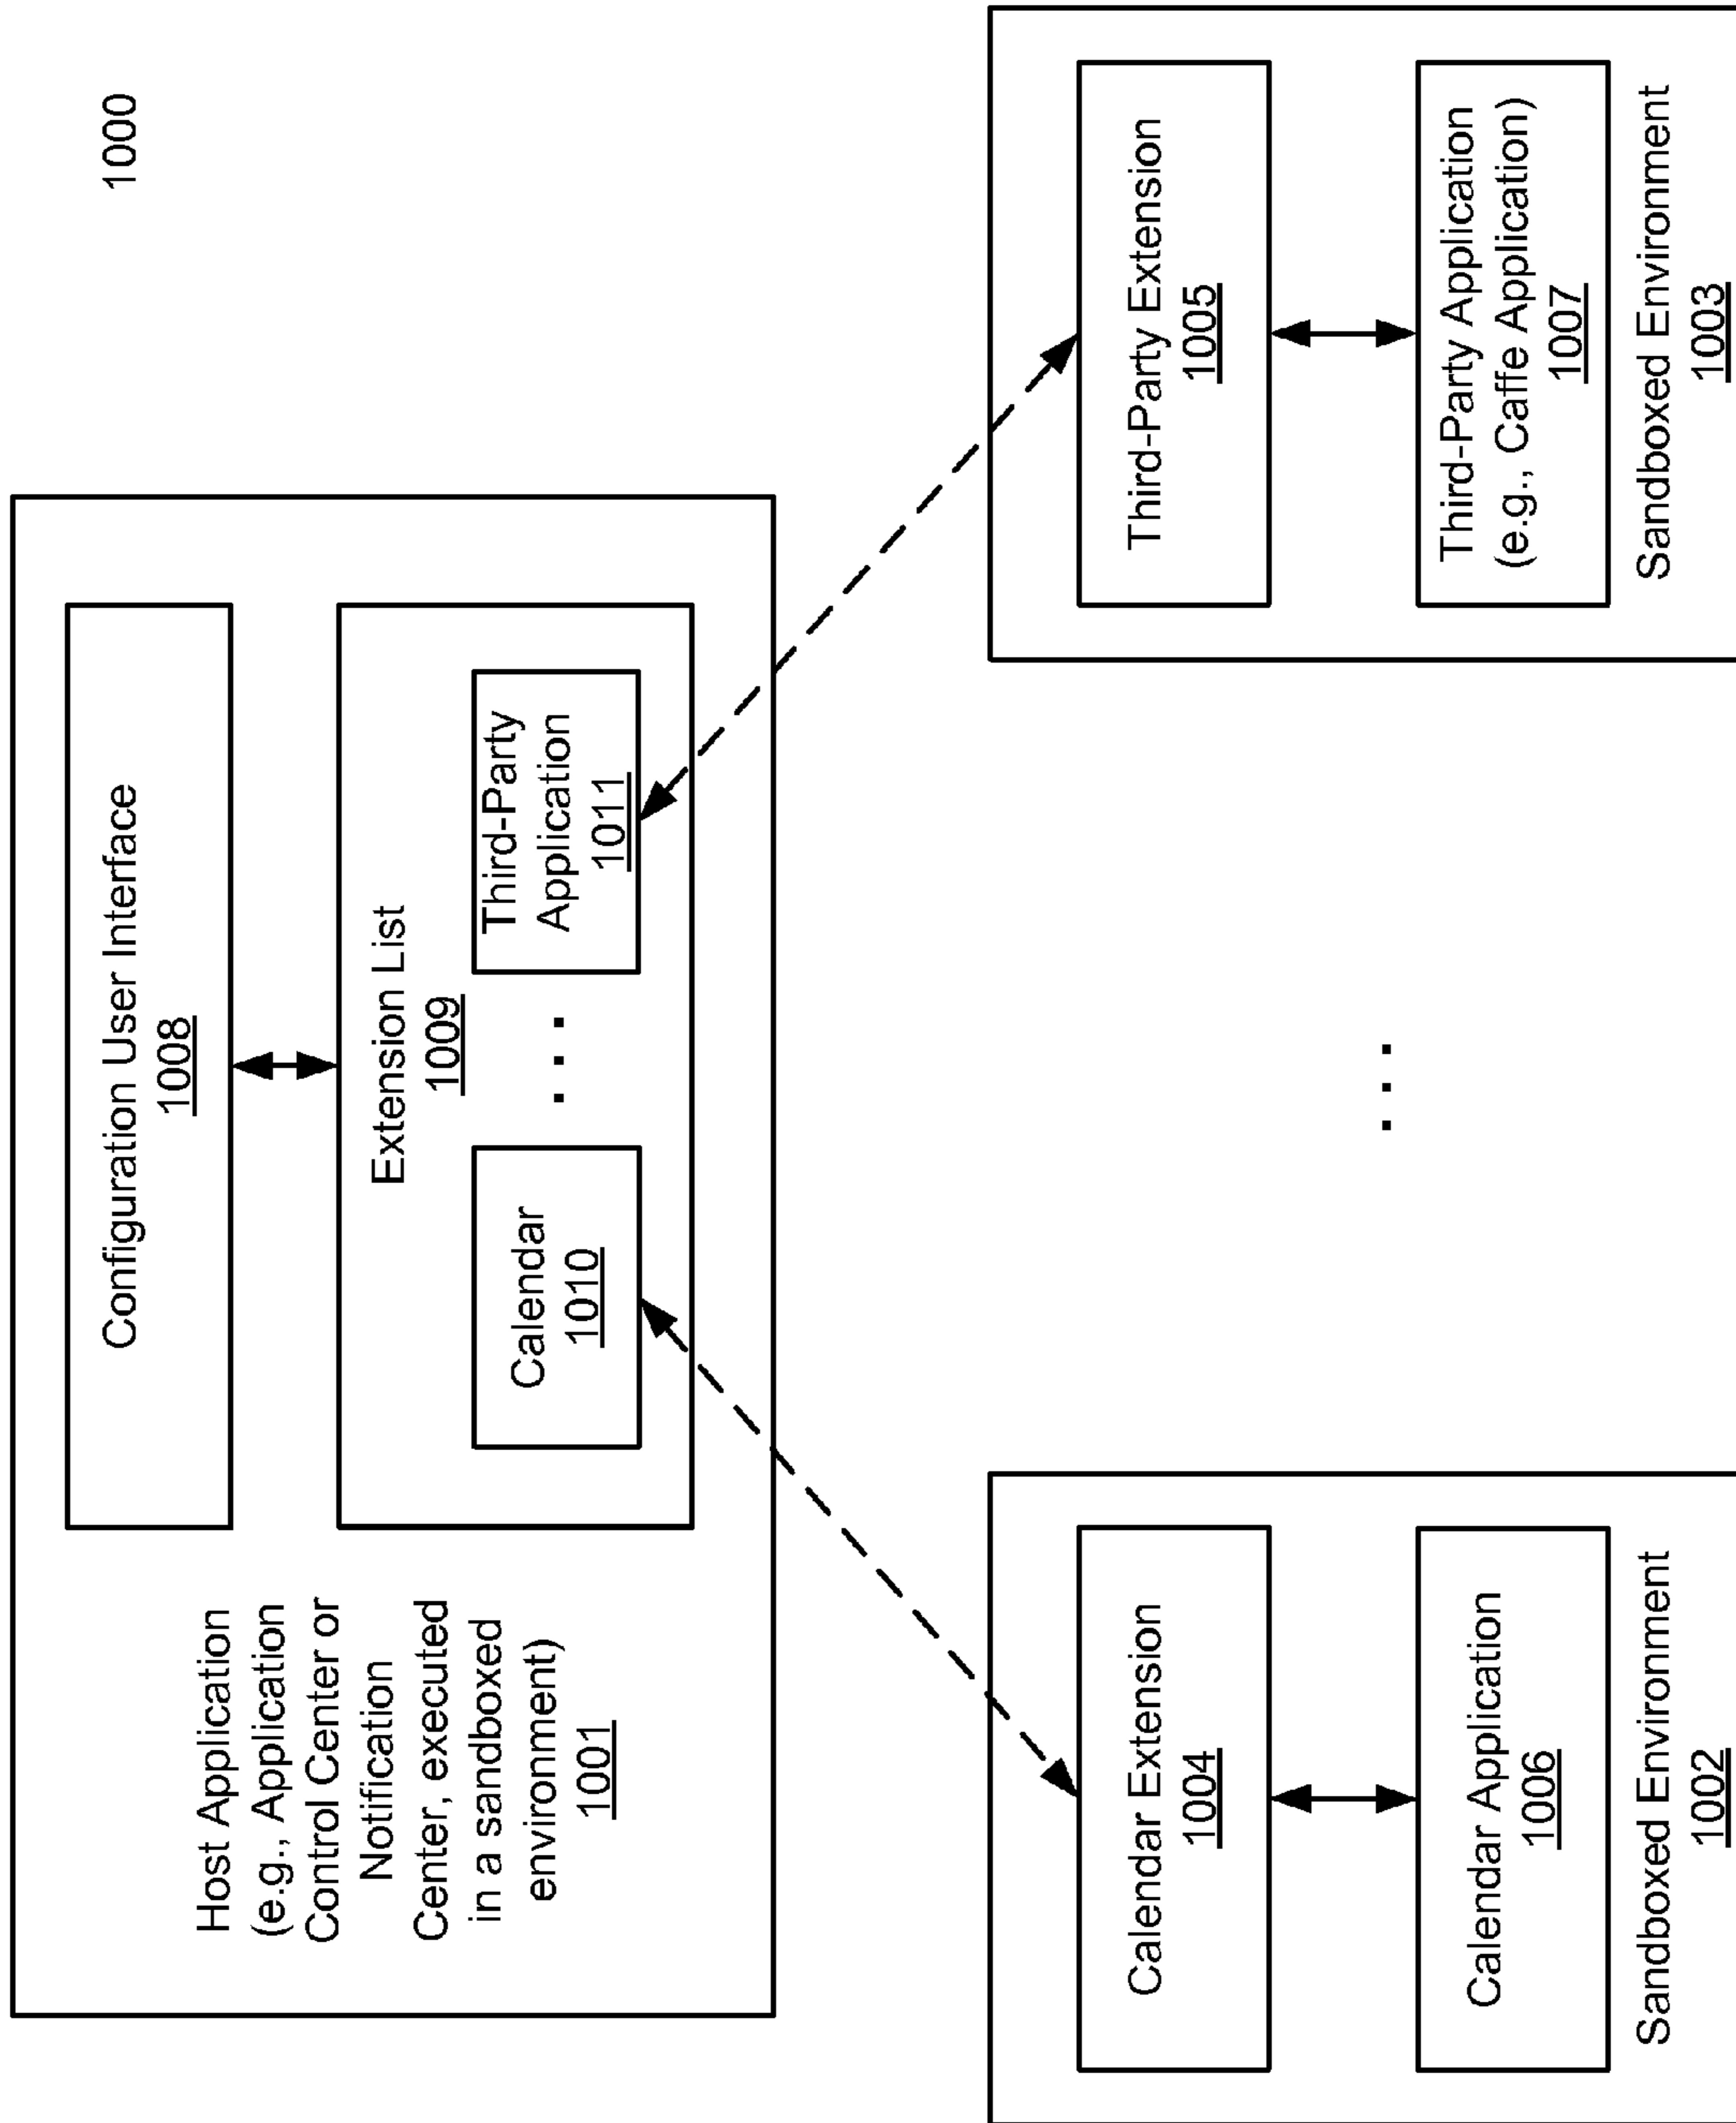 1000
Host Application
(e.g., Application
Control Center or
Notification
Center, executed
in a sandboxed
environment)
1001
Configuration User Interface
1008
Extension List
1009
Calendar
1010
. . .
Third-Party
Application
1011
Calendar Extension
1004
Calendar Application
1006
Sandboxed Environment
1002
. . .
Third-Party Extension
1005
Third-Party Application
(e.g., Caffe Application)
1007
Sandboxed Environment
1003